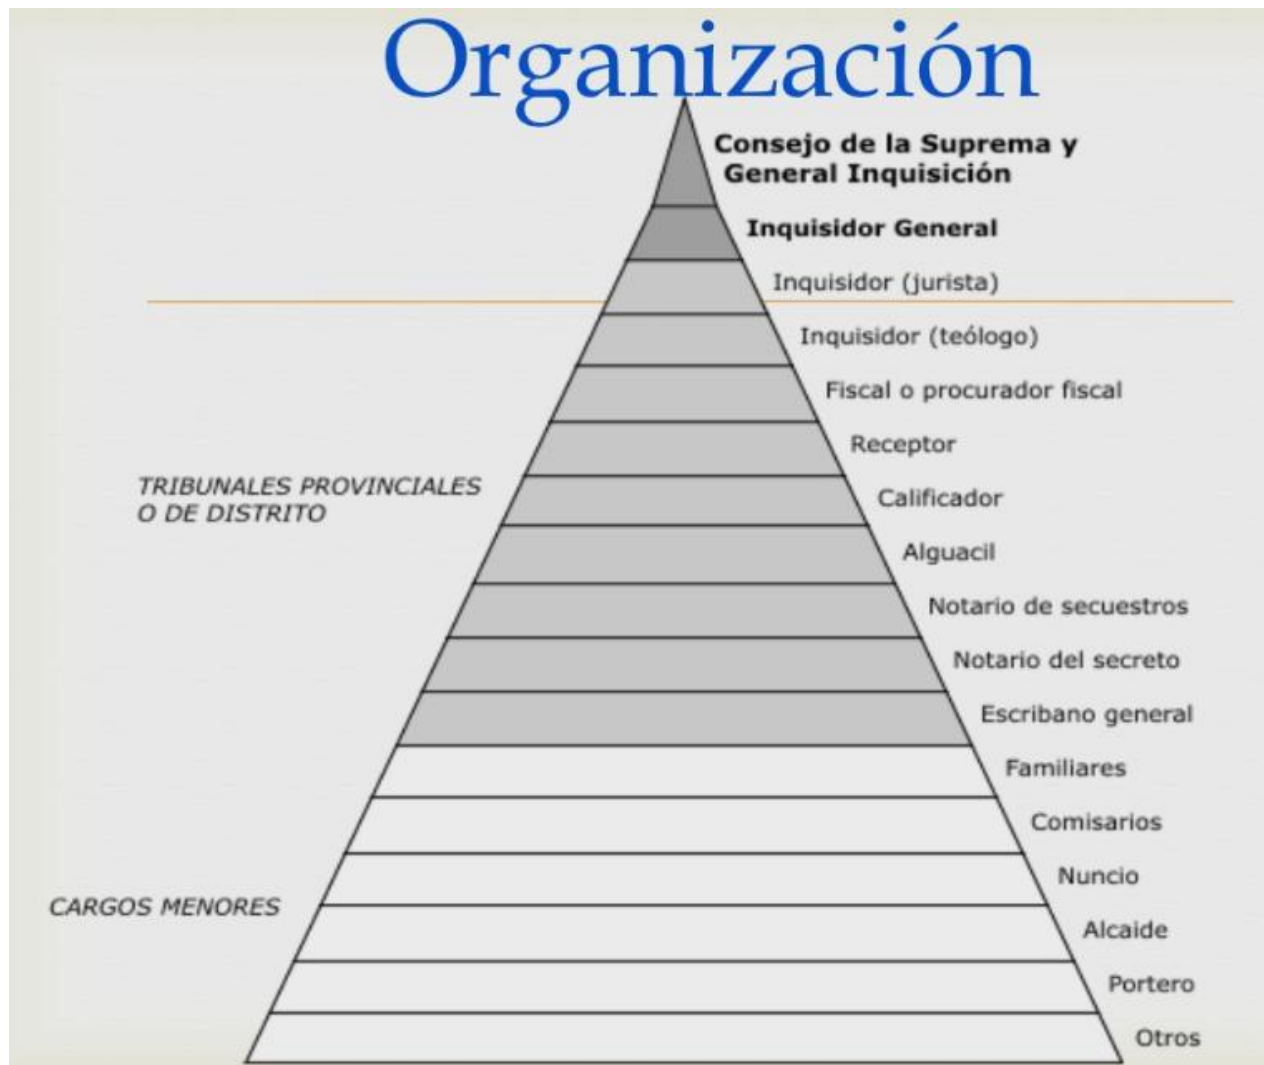 Organización
Consejo de la Suprema y
General Inquisición
Inquisidor General
Inquisidor (jurista)
Inquisidor (teólogo)
Fiscal o procurador fiscal
Receptor
TRIBUNALES PROVINCIALES
O DE DISTRITO
Calificador
Alguacil
Notario de secuestros
Notario del secreto
Escribano general
Familiares
Comisarios
Nuncio
CARGOS MENORES
Alcaide
Portero
Otros